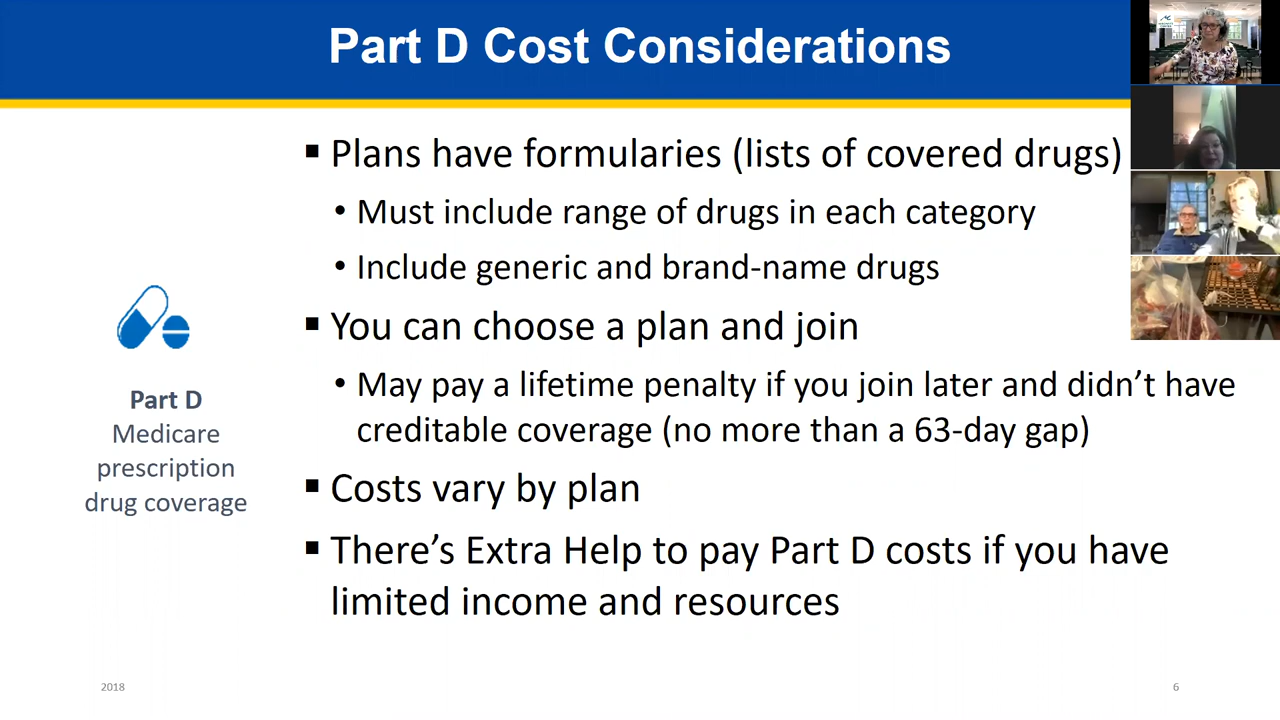 Part D Cost Considerations
▪ Plans have formularies (lists of covered drugs)
• Must include range of drugs in each category
• Include generic and brand-name drugs
▪ You can choose a plan and join
• May pay a lifetime penalty if you join later and didn't have
creditable coverage (no more than a 63-day gap)
▪ Costs vary by plan
▪ There's Extra Help to pay Part D costs if you have
limited income and resources
Part D
Medicare
prescription
drug coverage
2018
6